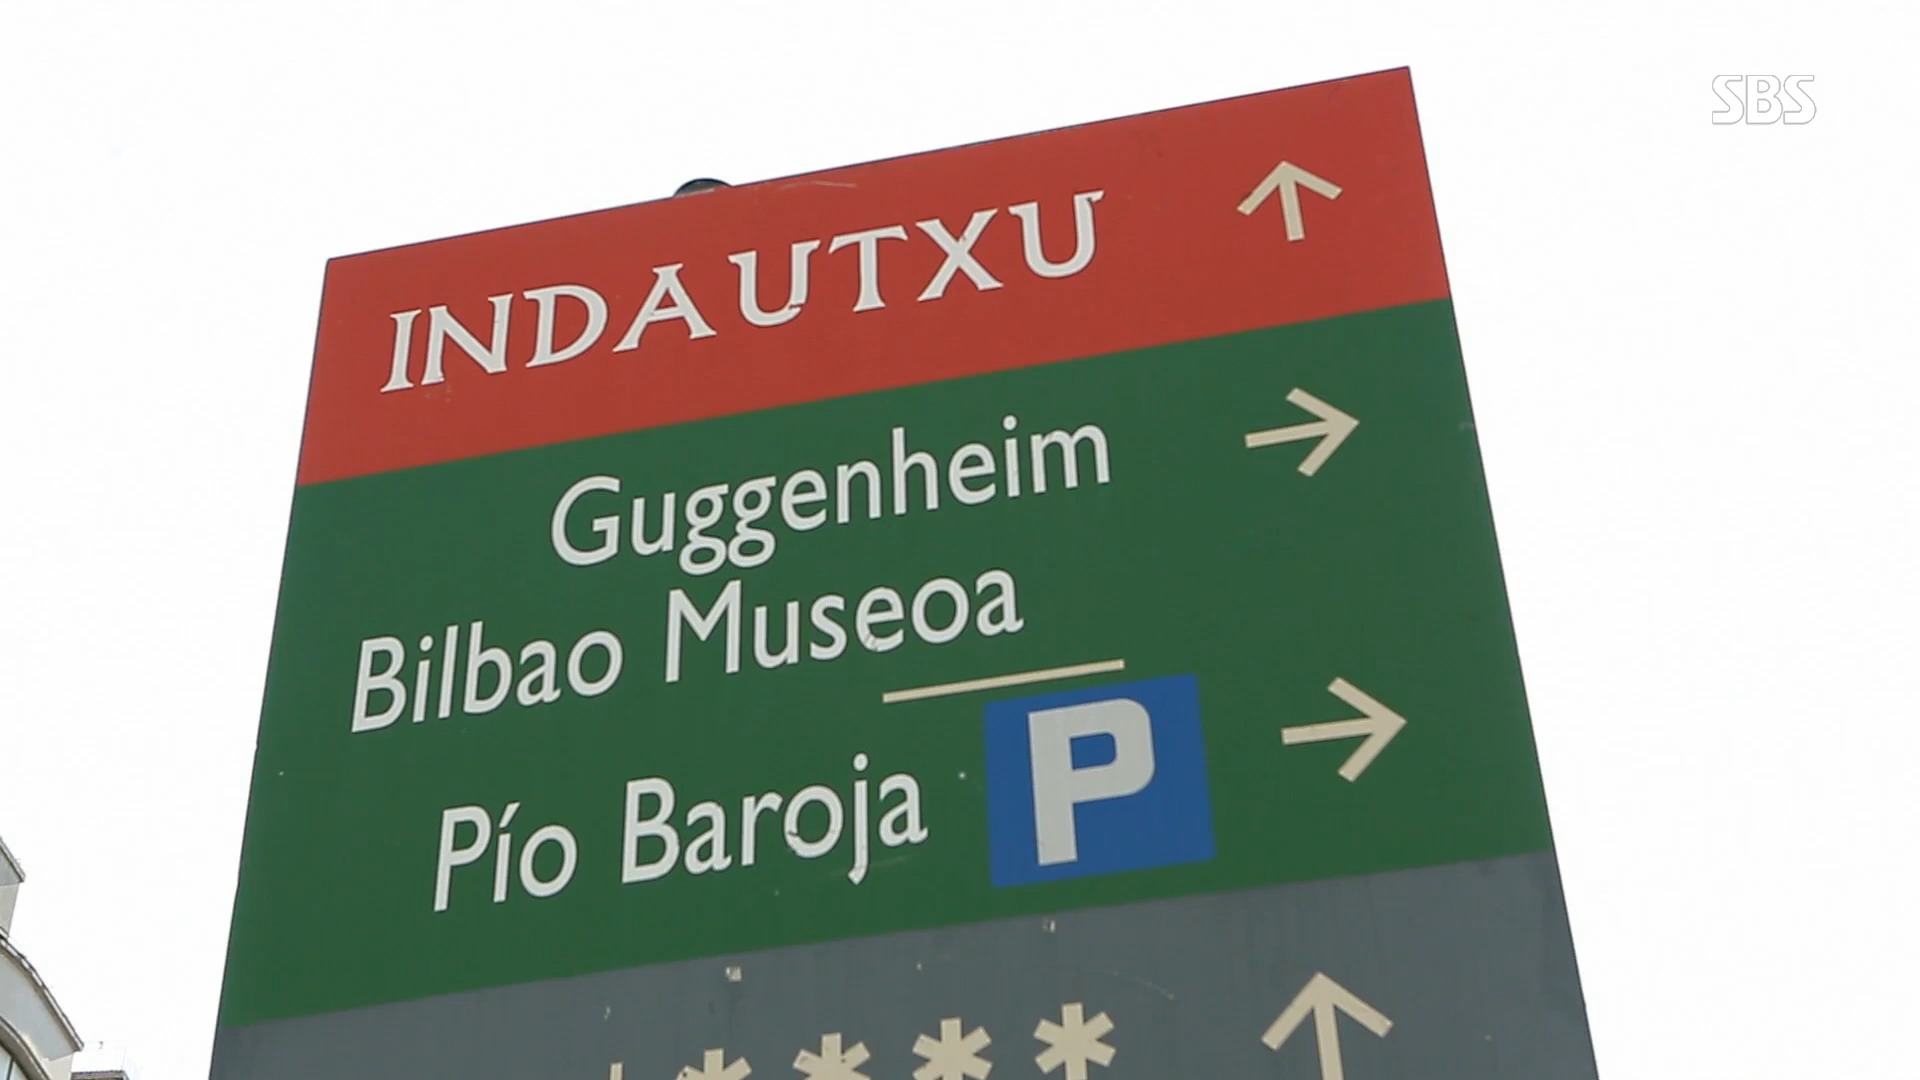 SBS
INDAUTXU
Guggenheim
Bilbao Museoa
Pío Baroja P
****